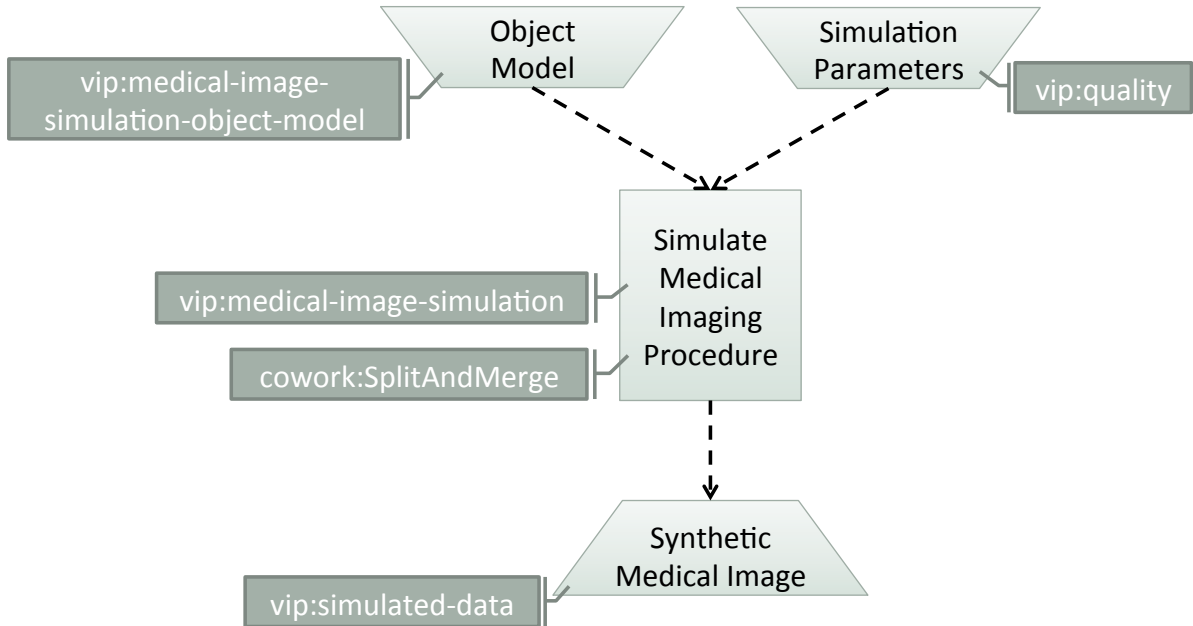 Object
Model
Simulation
Parameters
vip:medical-image-
simulation-object-model
vip:quality
Simulate
Medical
Imaging
Procedure
vip:medical-image-simulation
cowork:SplitAndMerge
Synthetic
Medical Image
vip:simulated-data